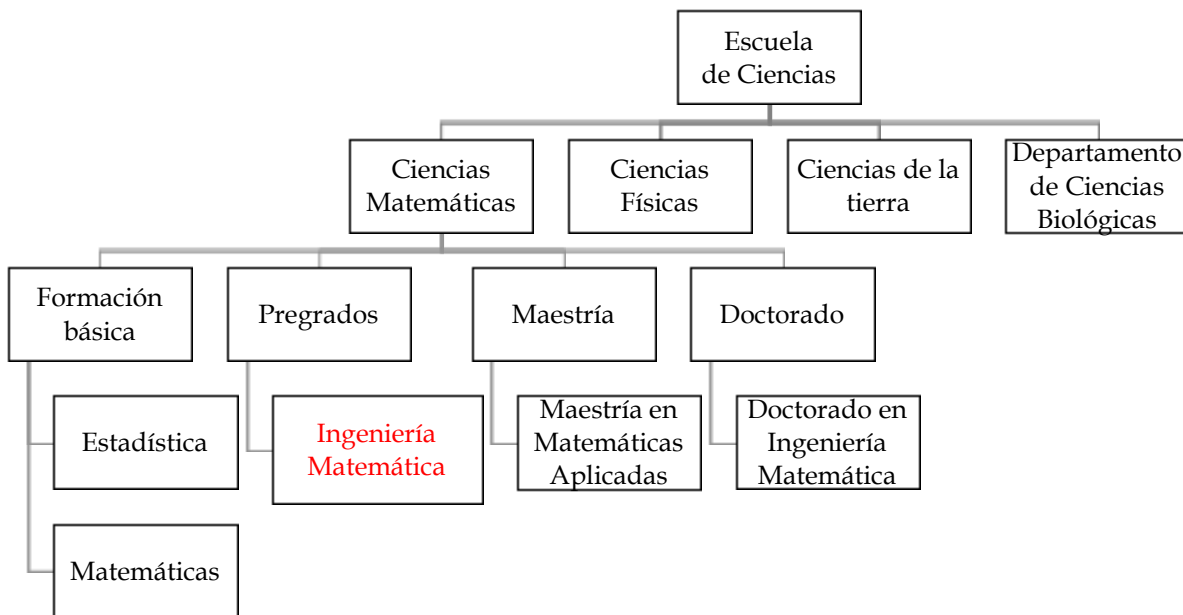 Escuela
de Ciencias
Ciencias
Matemáticas
Ciencias
Físicas
Ciencias de la
tierra
Departamento
de Ciencias
Biológicas
Formación
básica
Pregrados
Maestría
Doctorado
Estadística
Ingeniería
Matemática
Maestría en
Matemáticas
Aplicadas
Doctorado en
Ingeniería
Matemática
Matemáticas